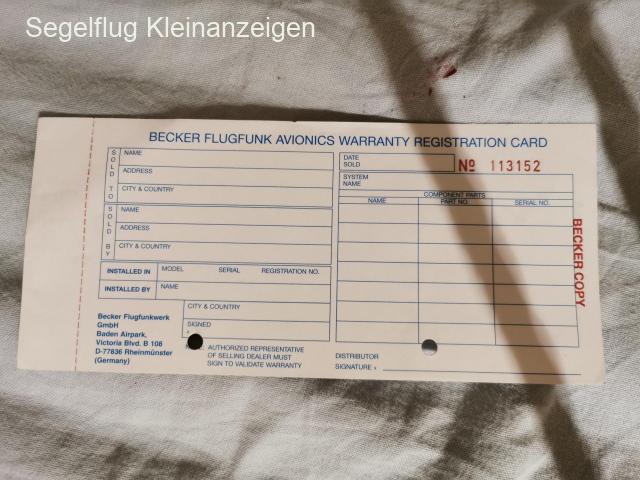 Segelflug Kleinanzeigen
BECKER FLUGFUNK AVIONICS WARRANTY REGISTRATION CARD
SOLD TO
NAME
ADDRESS
CITY & COUNTRY
SOLD BY
NAME
ADDRESS
CITY & COUNTRY
INSTALLED IN MODEL SERIAL REGISTRATION NO.
INSTALLED BY NAME
CITY & COUNTRY
SIGNED
x
Becker Flugfunkwerk
GmbH
Baden Airpark,
Victoria Blvd. B 108
D-77836 Rheinmünster
(Germany)
AUTHORIZED REPRESENTATIVE
OF SELLING DEALER MUST
SIGN TO VALIDATE WARRANTY
DATE
SOLD
№ 113152
SYSTEM
NAME
COMPONENT PARTS
NAME PART NO. SERIAL NO.
BECKER COPY
DISTRIBUTOR
SIGNATURE x